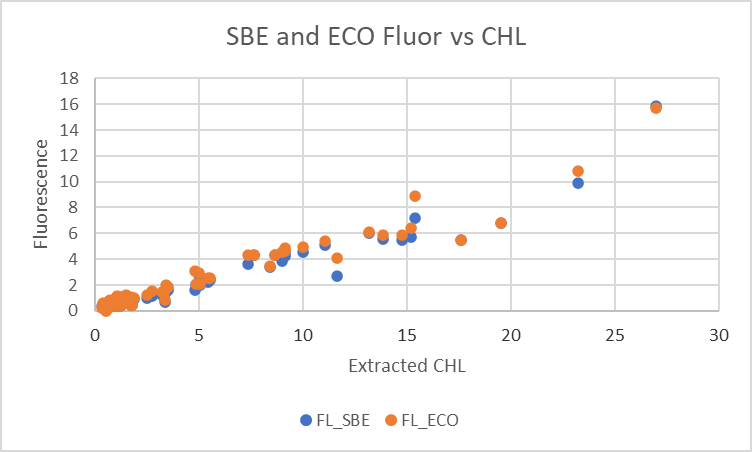 SBE and ECO Fluor vs CHL
18
16
14
12
10
8
6
4
2
0
Fluorescence
0 5 10 15 20 25 30
Extracted CHL
FL_SBE FL_ECO